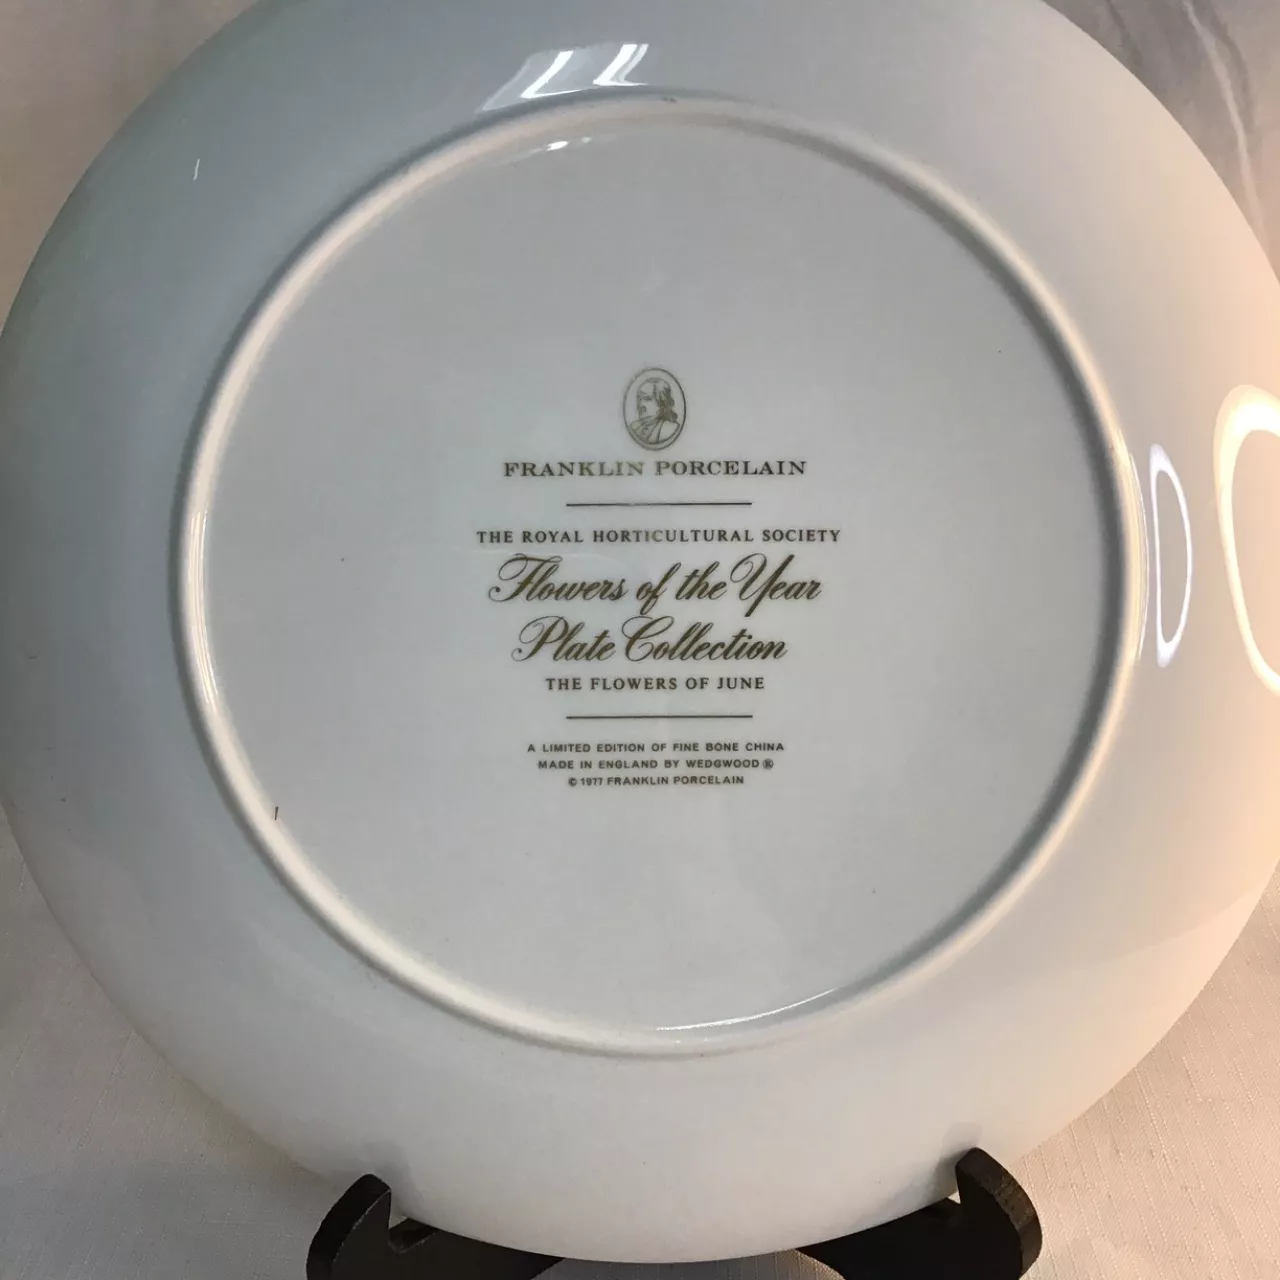 FRANKLIN PORCELAIN
THE ROYAL HORTICULTURAL SOCIETY
Flowers of the Year
Plate Collection
THE FLOWERS OF JUNE
A LIMITED EDITION OF FINE BONE CHINA
MADE IN ENGLAND BY WEDGWOOD ®
© 1977 FRANKLIN PORCELAIN